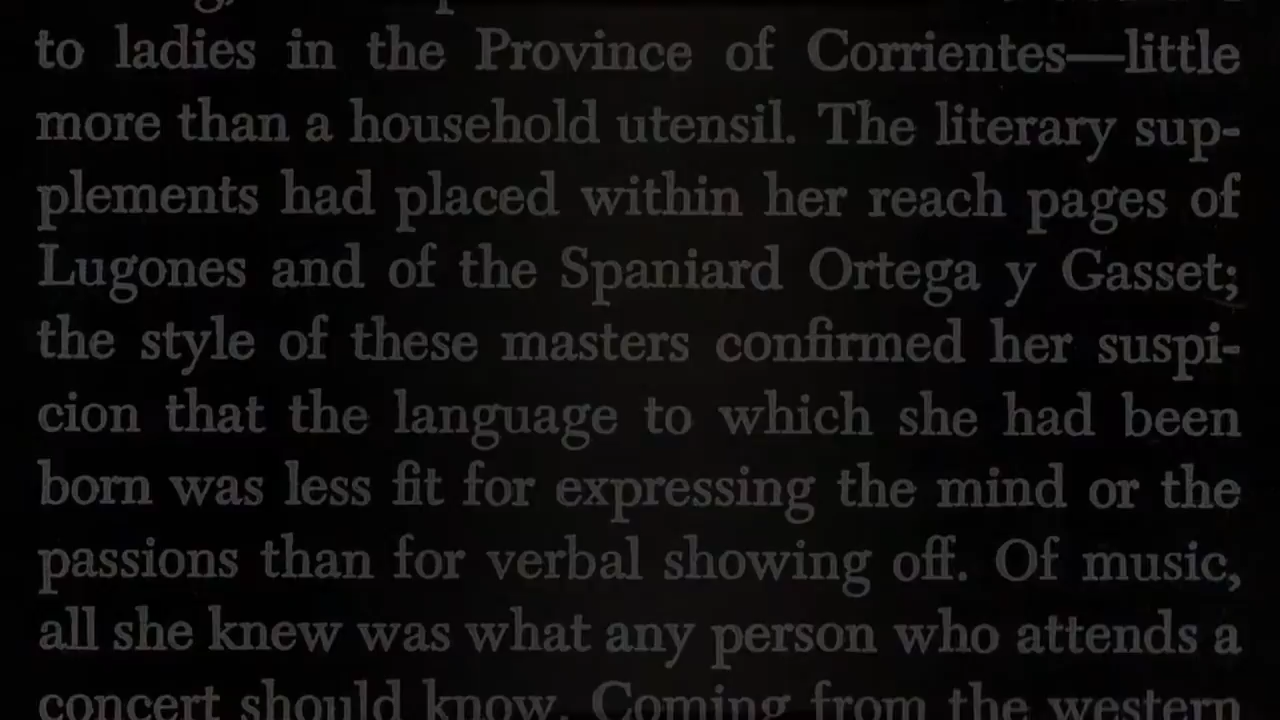 to ladies in the Province of Corrientes—little
more than a household utensil. The literary sup-
plements had placed within her reach pages of
Lugones and of the Spaniard Ortega y Gasset;
the style of these masters confirmed her suspi-
cion that the language to which she had been
born was less fit for expressing the mind or the
passions than for verbal showing off. Of music,
all she knew was what any person who attends a
concert should know. Coming from the western